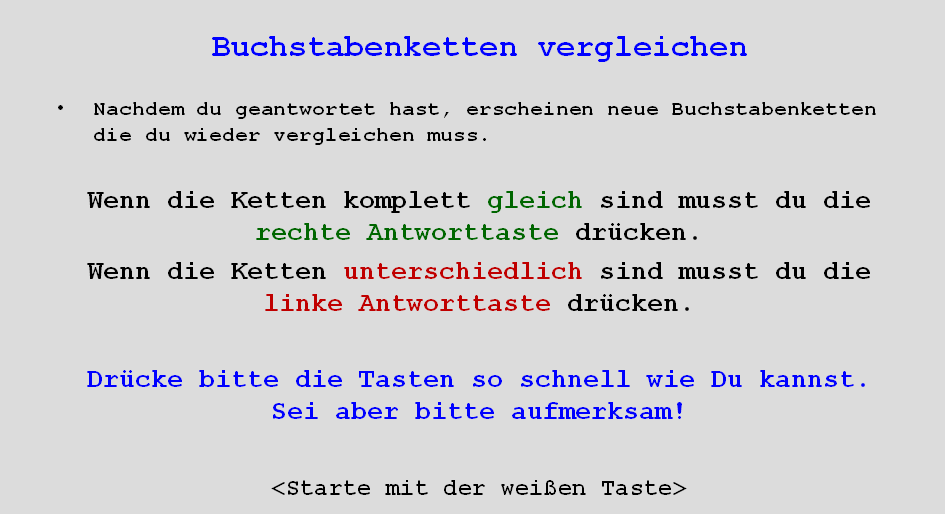 Buchstabenketten vergleichen
• Nachdem du geantwortet hast, erscheinen neue Buchstabenketten
die du wieder vergleichen muss.
Wenn die Ketten komplett gleich sind musst du die
rechte Antworttaste drücken.
Wenn die Ketten unterschiedlich sind musst du die
linke Antworttaste drücken.
Drücke bitte die Tasten so schnell wie Du kannst.
Sei aber bitte aufmerksam!
<Starte mit der weißen Taste>